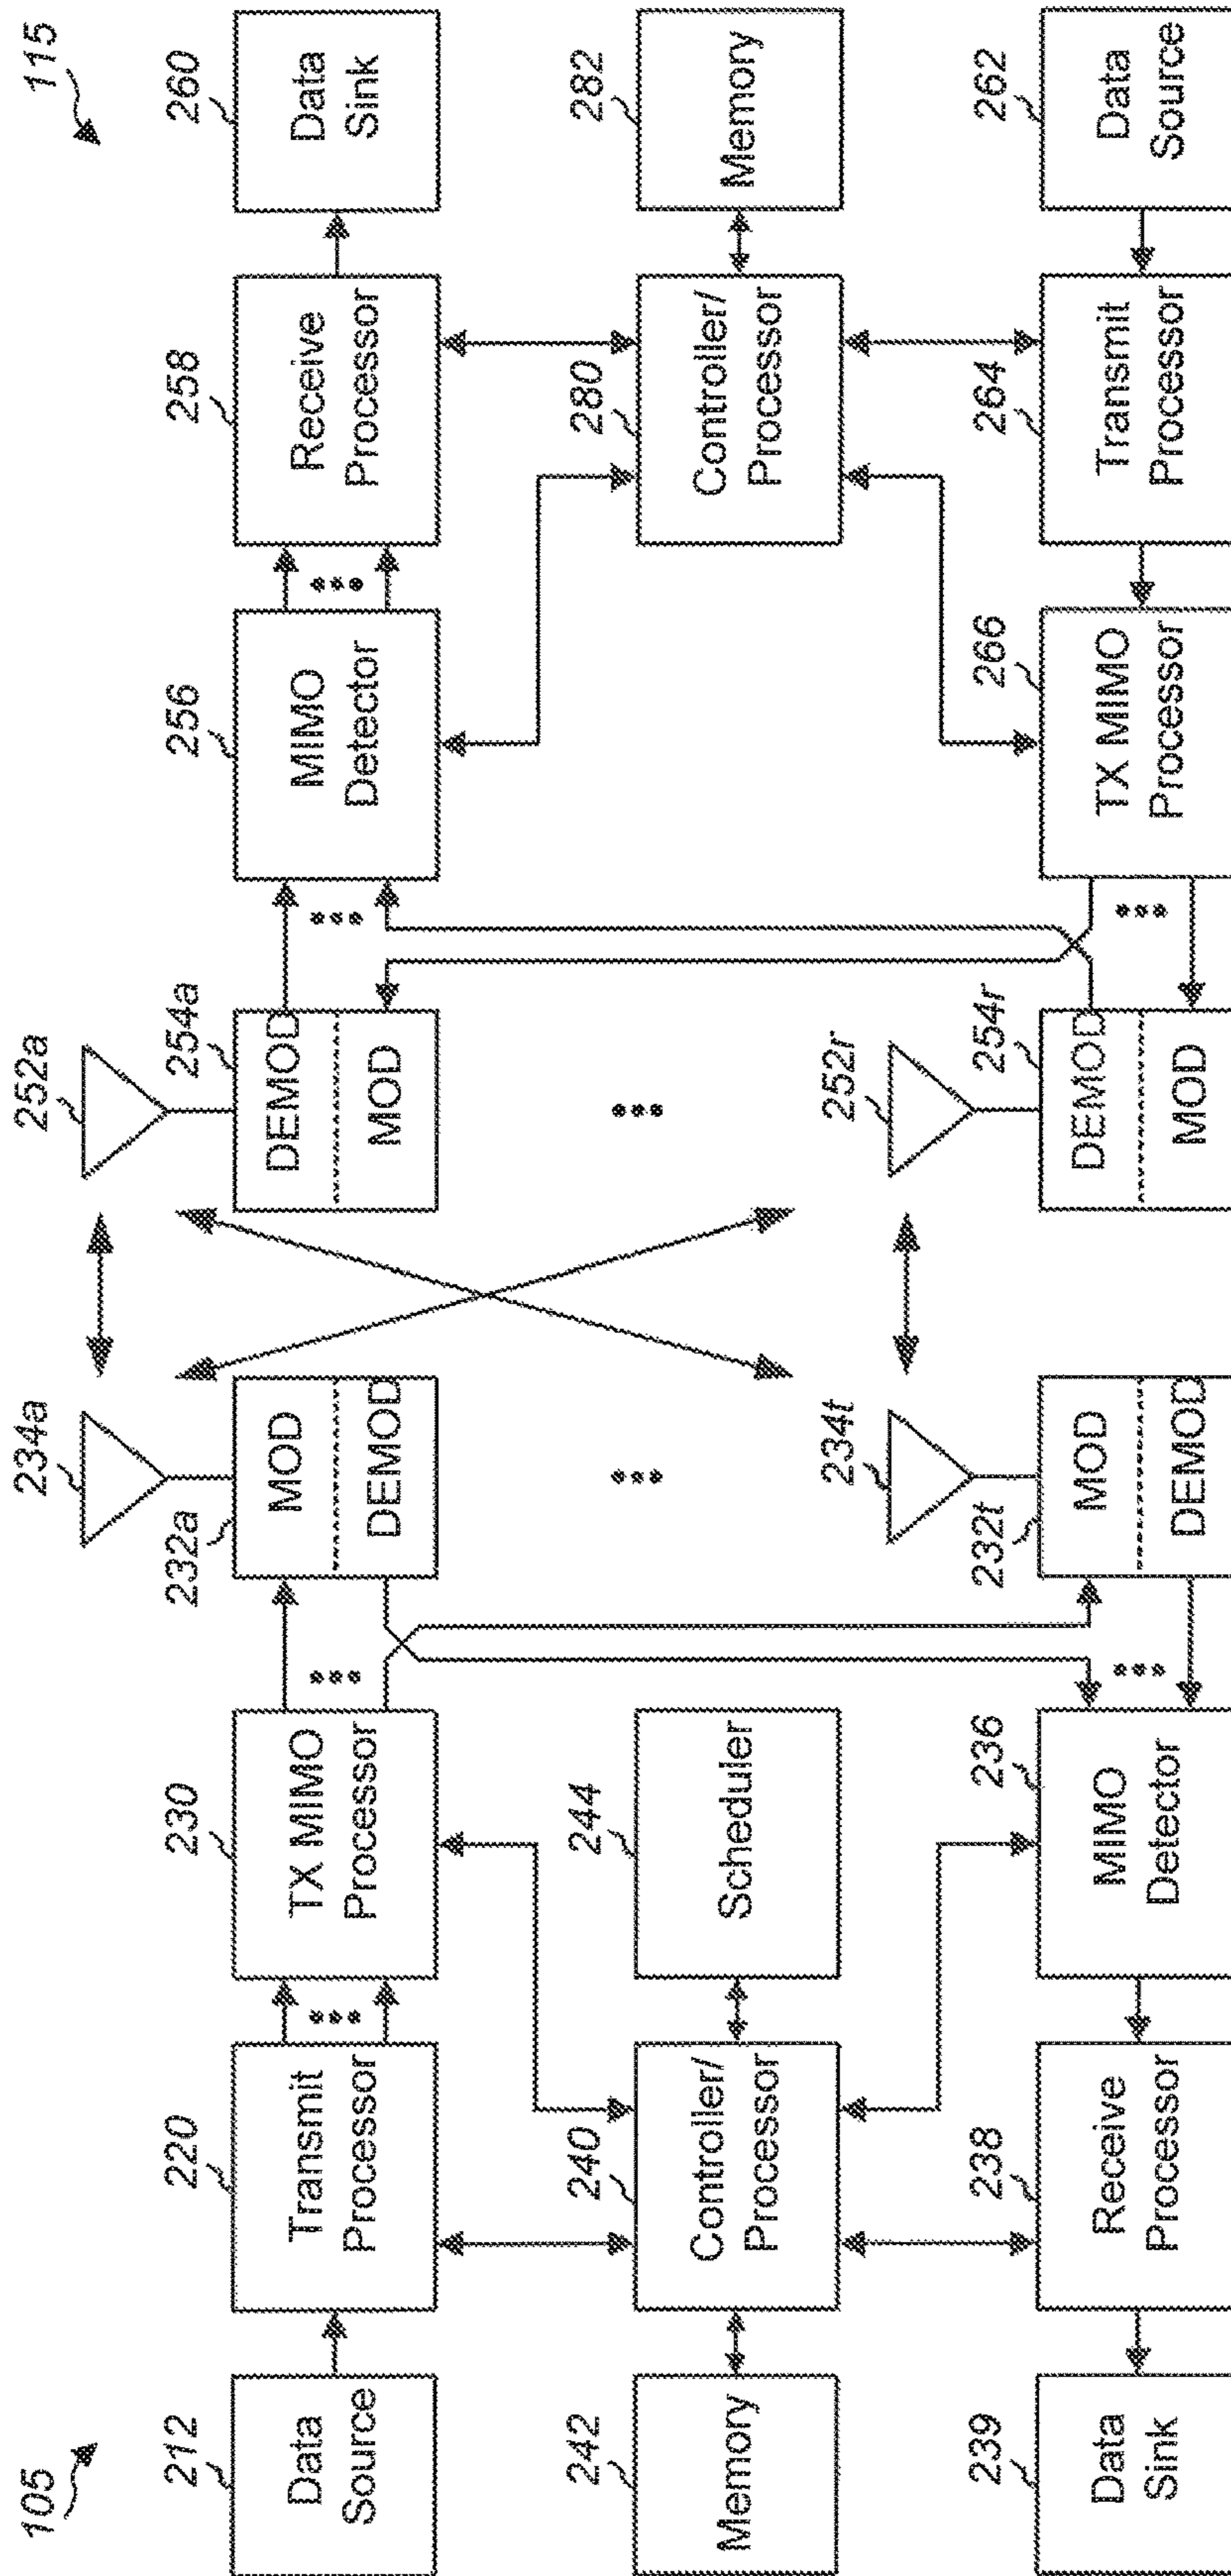 105
115
212
Data
Source
220
Transmit
Processor
230
TX MIMO
Processor
232a
MOD
DEMOD
234a
252a
254a
DEMOD
MOD
256
MIMO
Detector
258
Receive
Processor
260
Data
Sink
242
Memory
240
Controller/
Processor
244
Scheduler
280
Controller/
Processor
282
Memory
239
Data
Sink
238
Receive
Processor
236
MIMO
Detector
232t
MOD
DEMOD
234t
252r
254r
DEMOD
MOD
266
TX MIMO
Processor
264
Transmit
Processor
262
Data
Source